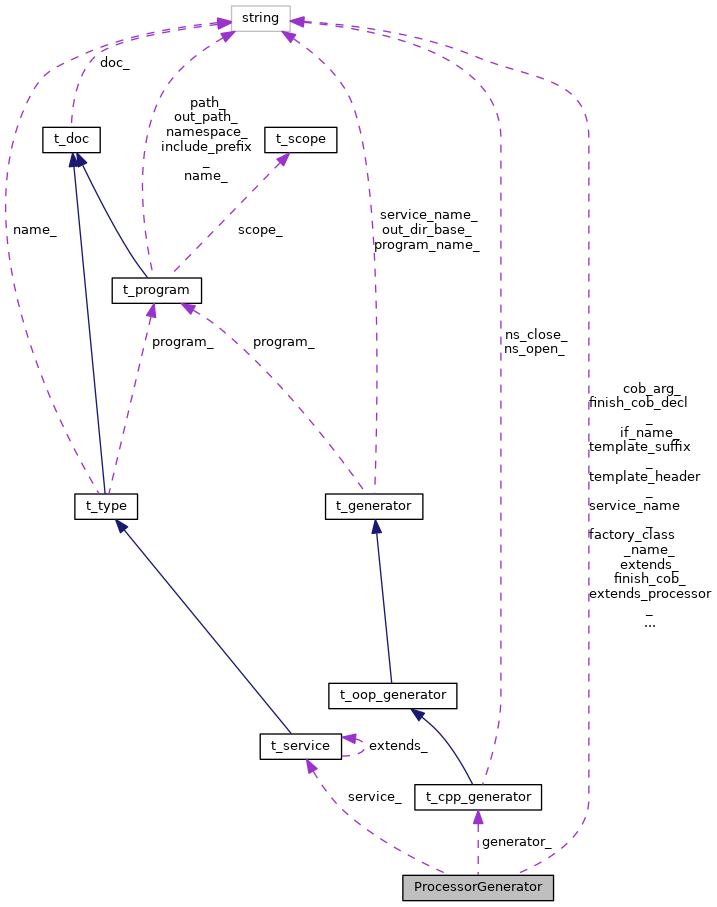 string
doc_
path_
out_path_
namespace_
include_prefix
_
name_
t_doc
t_scope
name_
scope_
service_name_
out_dir_base_
program_name_
t_program
program_
program_
ns_close_
ns_open_
cob_arg_
finish_cob_decl
_
if_name_
template_suffix
_
template_header
_
service_name
_
factory_class
_name_
extends_
finish_cob_
extends_processor
_
...
t_type
t_generator
t_oop_generator
t_service
extends_
service_
t_cpp_generator
generator_
ProcessorGenerator